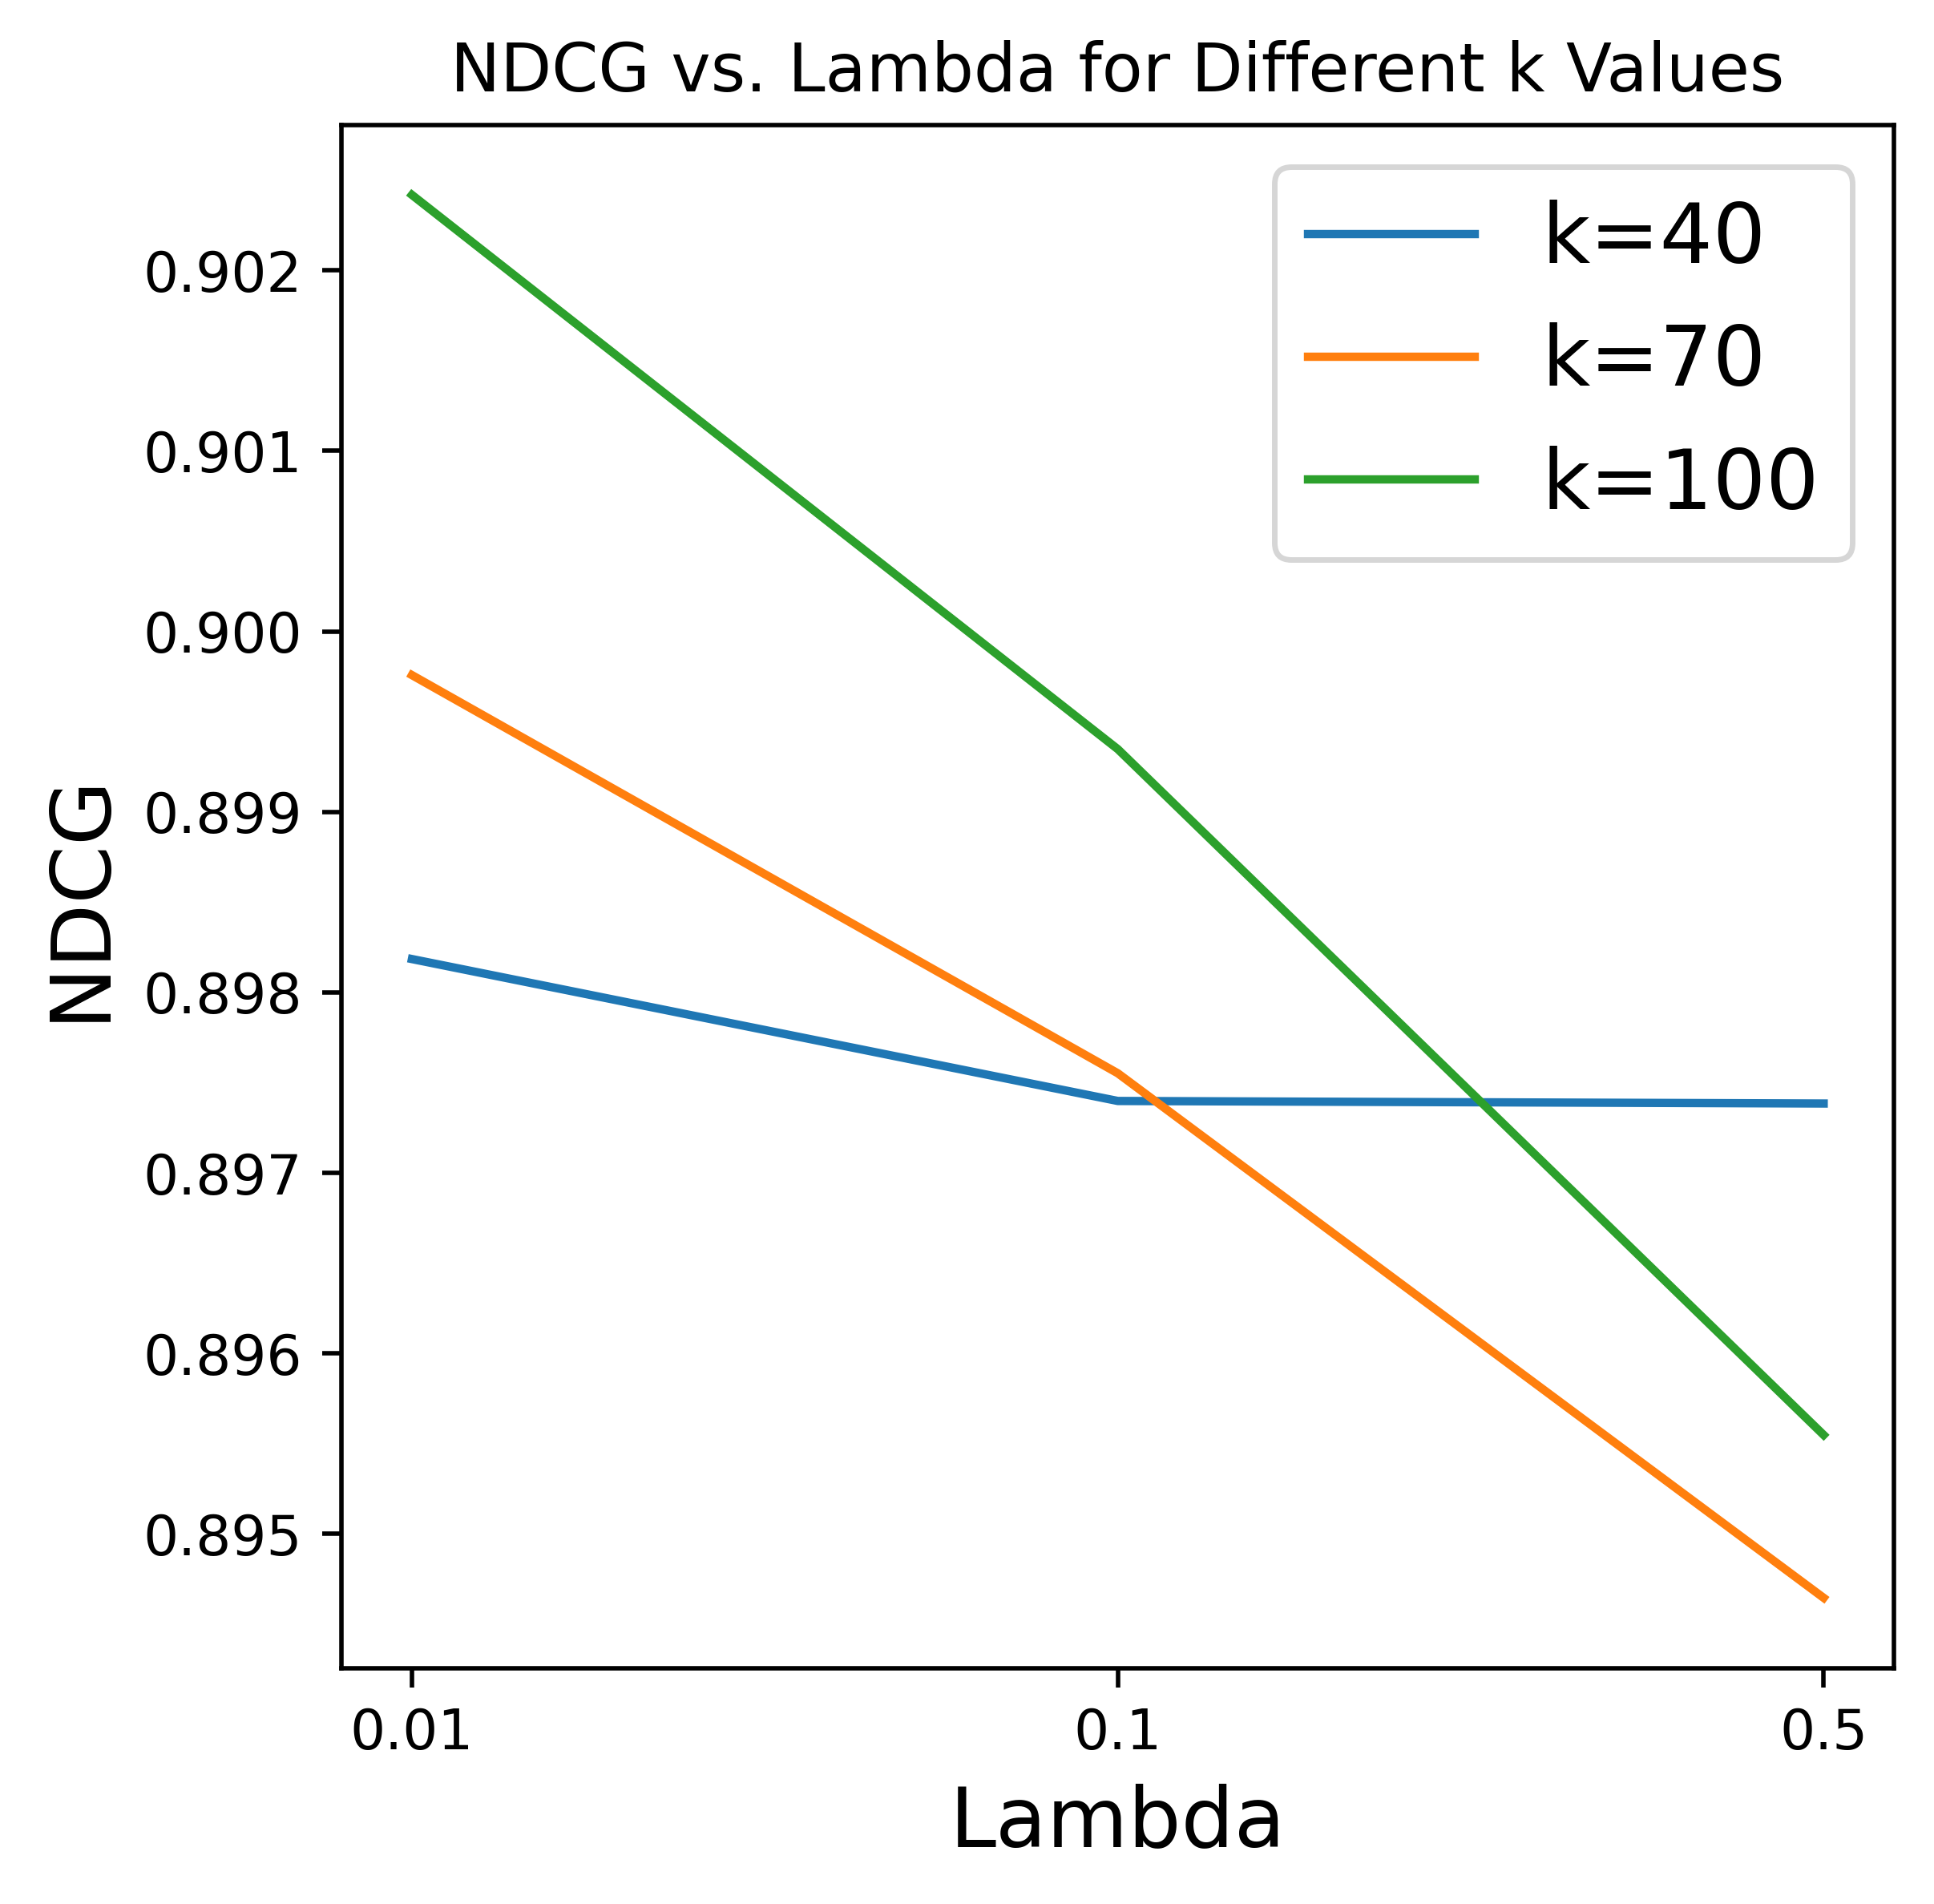 NDCG vs. Lambda for Different k Values
k=40
k=70
k=100
NDCG
0.902
0.901
0.900
0.899
0.898
0.897
0.896
0.895
0.01 0.1 0.5
Lambda